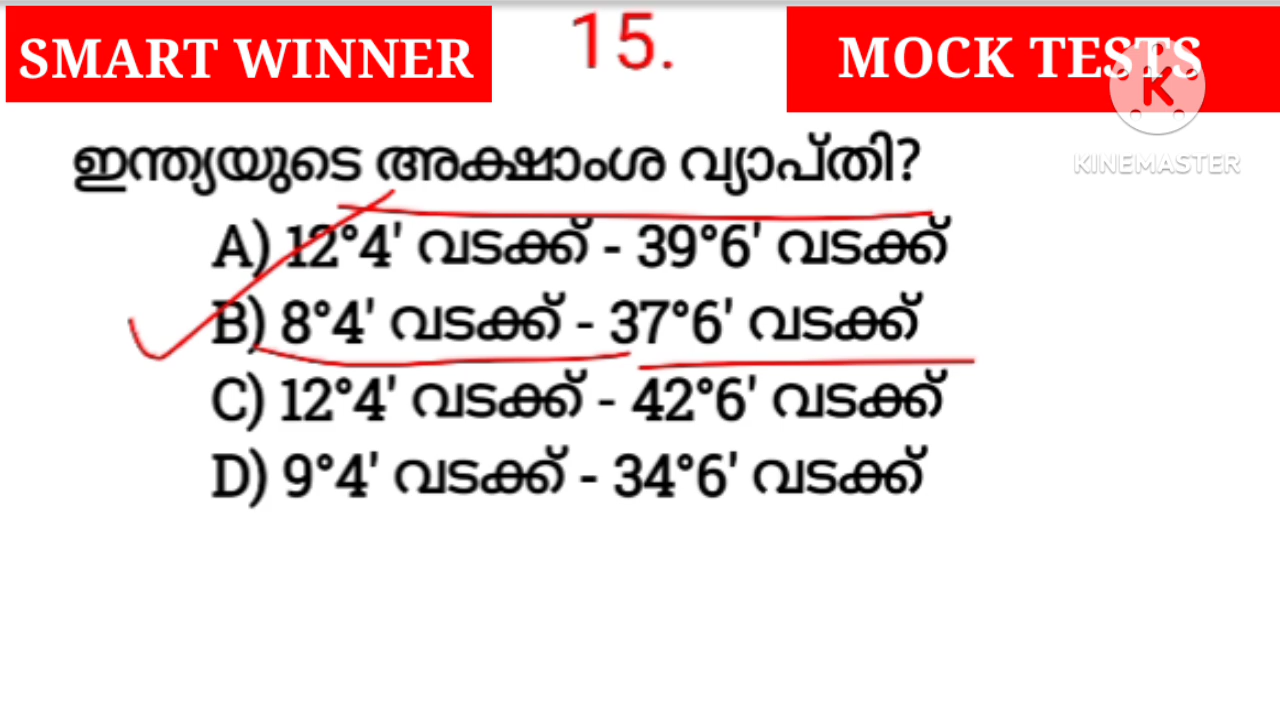 SMART WINNER
15.
MOCK TESTS
K
KINEMASTER
ഇന്ത്യയുടെ അക്ഷാംശ വ്യാപ്തി?
A) 12°4' വടക്ക് - 39°6' വടക്ക്
B) 8°4' വടക്ക് - 37°6' വടക്ക്
C) 12°4' വടക്ക് - 42°6' വടക്ക്
D) 9°4' വടക്ക് - 34°6' വടക്ക്